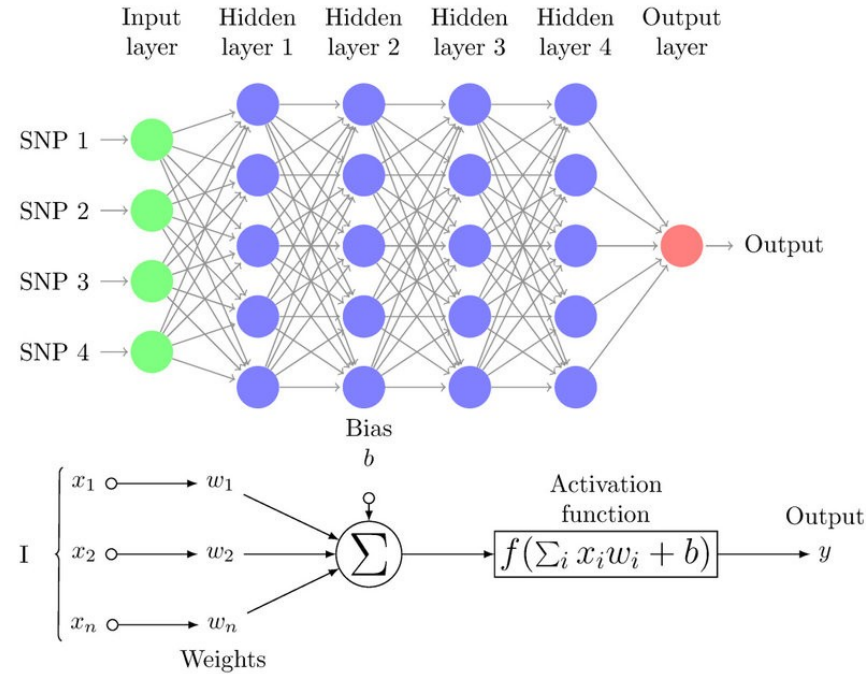 Input layer
Hidden layer 1
Hidden layer 2
Hidden layer 3
Hidden layer 4
Output layer
SNP 1
SNP 2
SNP 3
SNP 4
Output
Bias
b
I
x₁
w₁
x₂
w₂
xₙ
wₙ
Weights
∑
Activation function
f(∑ᵢ xᵢwᵢ + b)
Output
y